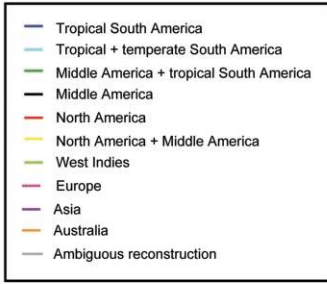 Tropical South America
Tropical + temperate South America
Middle America + tropical South America
Middle America
North America
North America + Middle America
West Indies
Europe
Asia
Australia
Ambiguous reconstruction